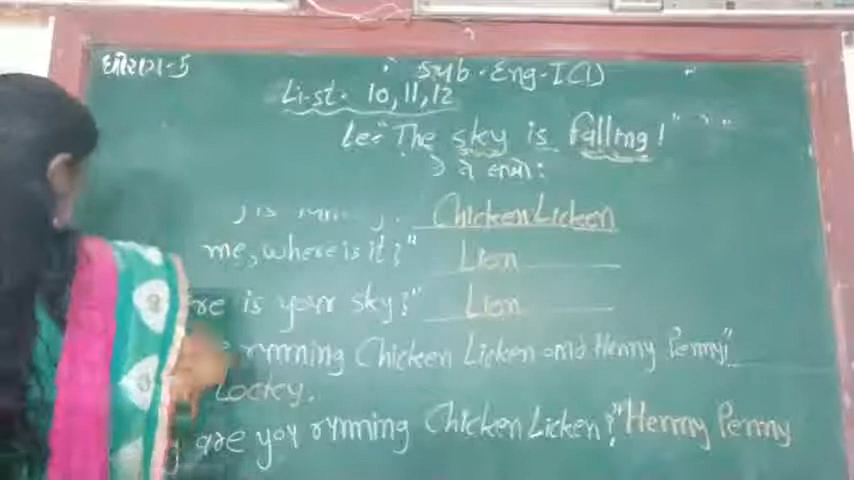 ધોરણ-5
Sub-Eng-I(1)
List. 10,11,12
Le:- "The sky is falling!"
Chicken Licken
me, where is it?" Lion
is your sky?" Lion
running Chicken Licken and Henny Penny"
Locky.
are you running Chicken Licken?" Henny Penny